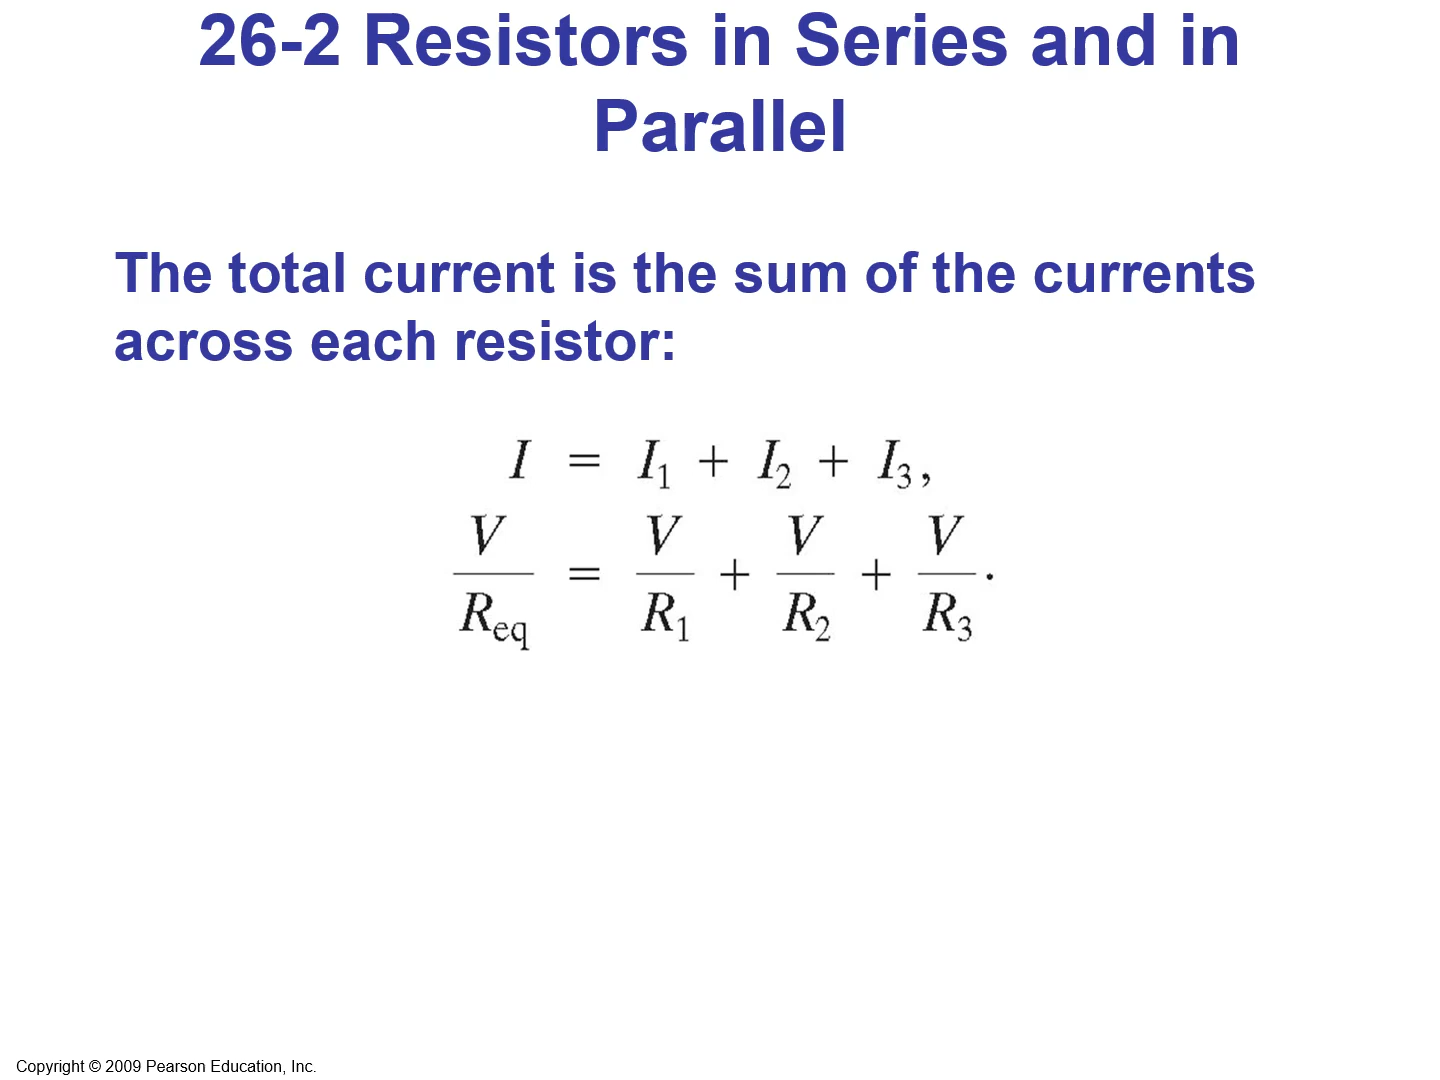 26-2 Resistors in Series and in
Parallel
The total current is the sum of the currents
across each resistor:
I = I₁ + I₂ + I₃,
V/R_eq = V/R₁ + V/R₂ + V/R₃.
Copyright © 2009 Pearson Education, Inc.